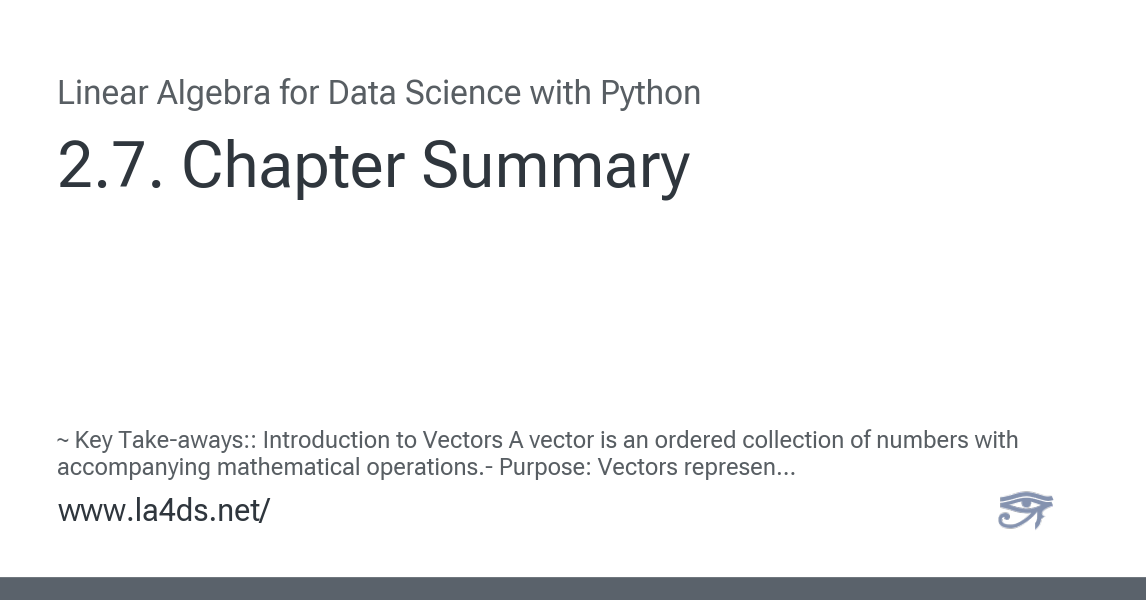 Linear Algebra for Data Science with Python
2.7. Chapter Summary
~ Key Take-aways:: Introduction to Vectors A vector is an ordered collection of numbers with
accompanying mathematical operations.- Purpose: Vectors represen...
www.la4ds.net/